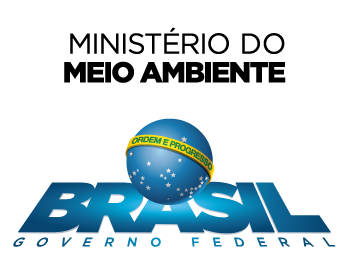 MINISTÉRIO DO
MEIO AMBIENTE
ORDEM E PROGRESSO
BRASIL
GOVERNO FEDERAL